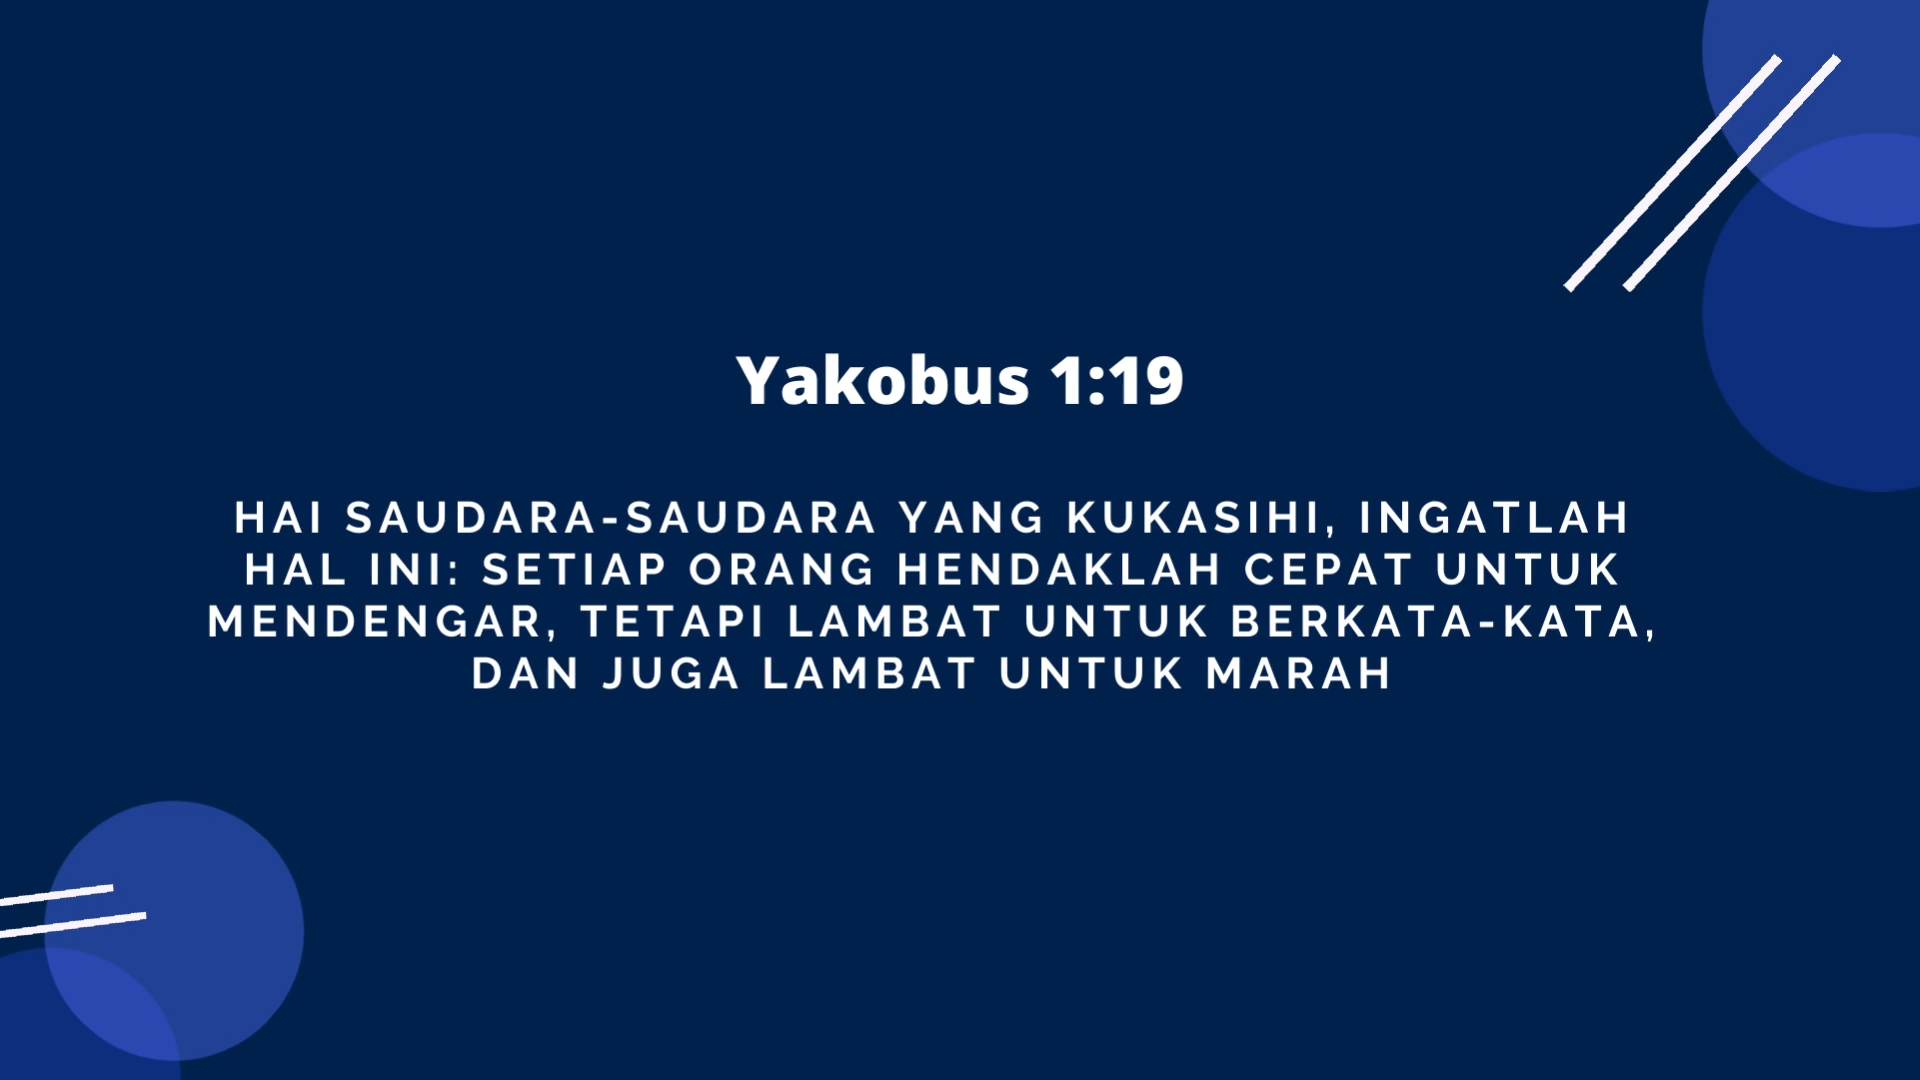 Yakobus 1:19
HAI SAUDARA-SAUDARA YANG KUKASIHI, INGATLAH
HAL INI: SETIAP ORANG HENDAKLAH CEPAT UNTUK
MENDENGAR, TETAPI LAMBAT UNTUK BERKATA-KATA,
DAN JUGA LAMBAT UNTUK MARAH